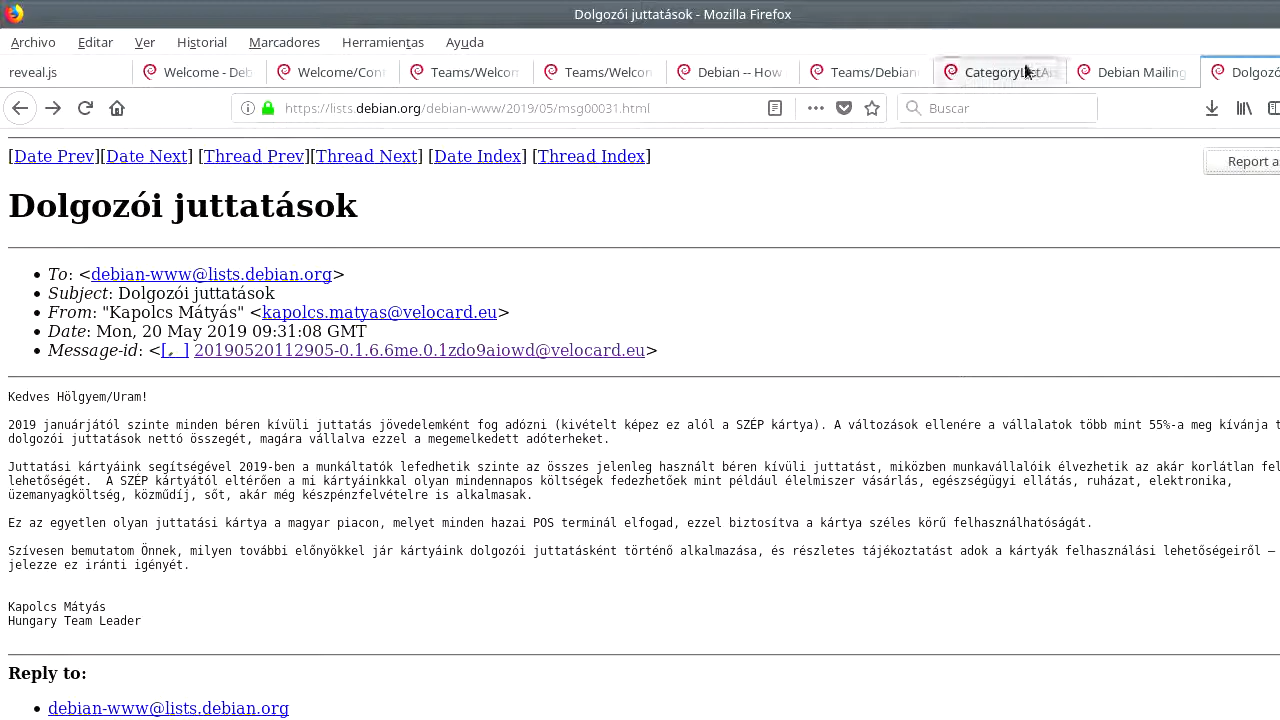 Dolgozói juttatások - Mozilla Firefox
Archivo Editar Ver Historial Marcadores Herramientas Ayuda
reveal.js Welcome - Deb Welcome/Cont Teams/Welcom Teams/Welcon Debian -- How Teams/Debian Debian Mailing Dolgozó
https://lists.debian.org/debian-www/2019/05/msg00031.html Buscar
[Date Prev][Date Next] [Thread Prev][Thread Next] [Date Index] [Thread Index] Report a
Dolgozói juttatások
• To: <debian-www@lists.debian.org>
• Subject: Dolgozói juttatások
• From: "Kapolcs Mátyás" <kapolcs.matyas@velocard.eu>
• Date: Mon, 20 May 2019 09:31:08 GMT
• Message-id: <[, ] 20190520112905-0.1.6.6me.0.1zdo9aiowd@velocard.eu>
Kedves Hölgyem/Uram!
2019 januárjától szinte minden béren kívüli juttatás jövedelemként fog adózni (kivételt képez ez alól a SZÉP kártya). A változások ellenére a vállalatok több mint 55%-a meg kívánja t
dolgozói juttatások nettó összegét, magára vállalva ezzel a megemelkedett adóterheket.
Juttatási kártyáink segítségével 2019-ben a munkáltatók lefedhetik szinte az összes jelenleg használt béren kívüli juttatást, miközben munkavállalóik élvezhetik az akár korlátlan fel
lehetőségét.  A SZÉP kártyától eltérően a mi kártyáinkkal olyan mindennapos költségek fedezhetőek mint például élelmiszer vásárlás, egészségügyi ellátás, ruházat, elektronika,
üzemanyagköltség, közműdíj, sőt, akár még készpénzfelvételre is alkalmasak.
Ez az egyetlen olyan juttatási kártya a magyar piacon, melyet minden hazai POS terminál elfogad, ezzel biztosítva a kártya széles körű felhasználhatóságát.
Szívesen bemutatom Önnek, milyen további előnyökkel jár kártyáink dolgozói juttatásként történő alkalmazása, és részletes tájékoztatást adok a kártyák felhasználási lehetőségeiről –
jelezze ez iránti igényét.
Kapolcs Mátyás
Hungary Team Leader
Reply to:
• debian-www@lists.debian.org